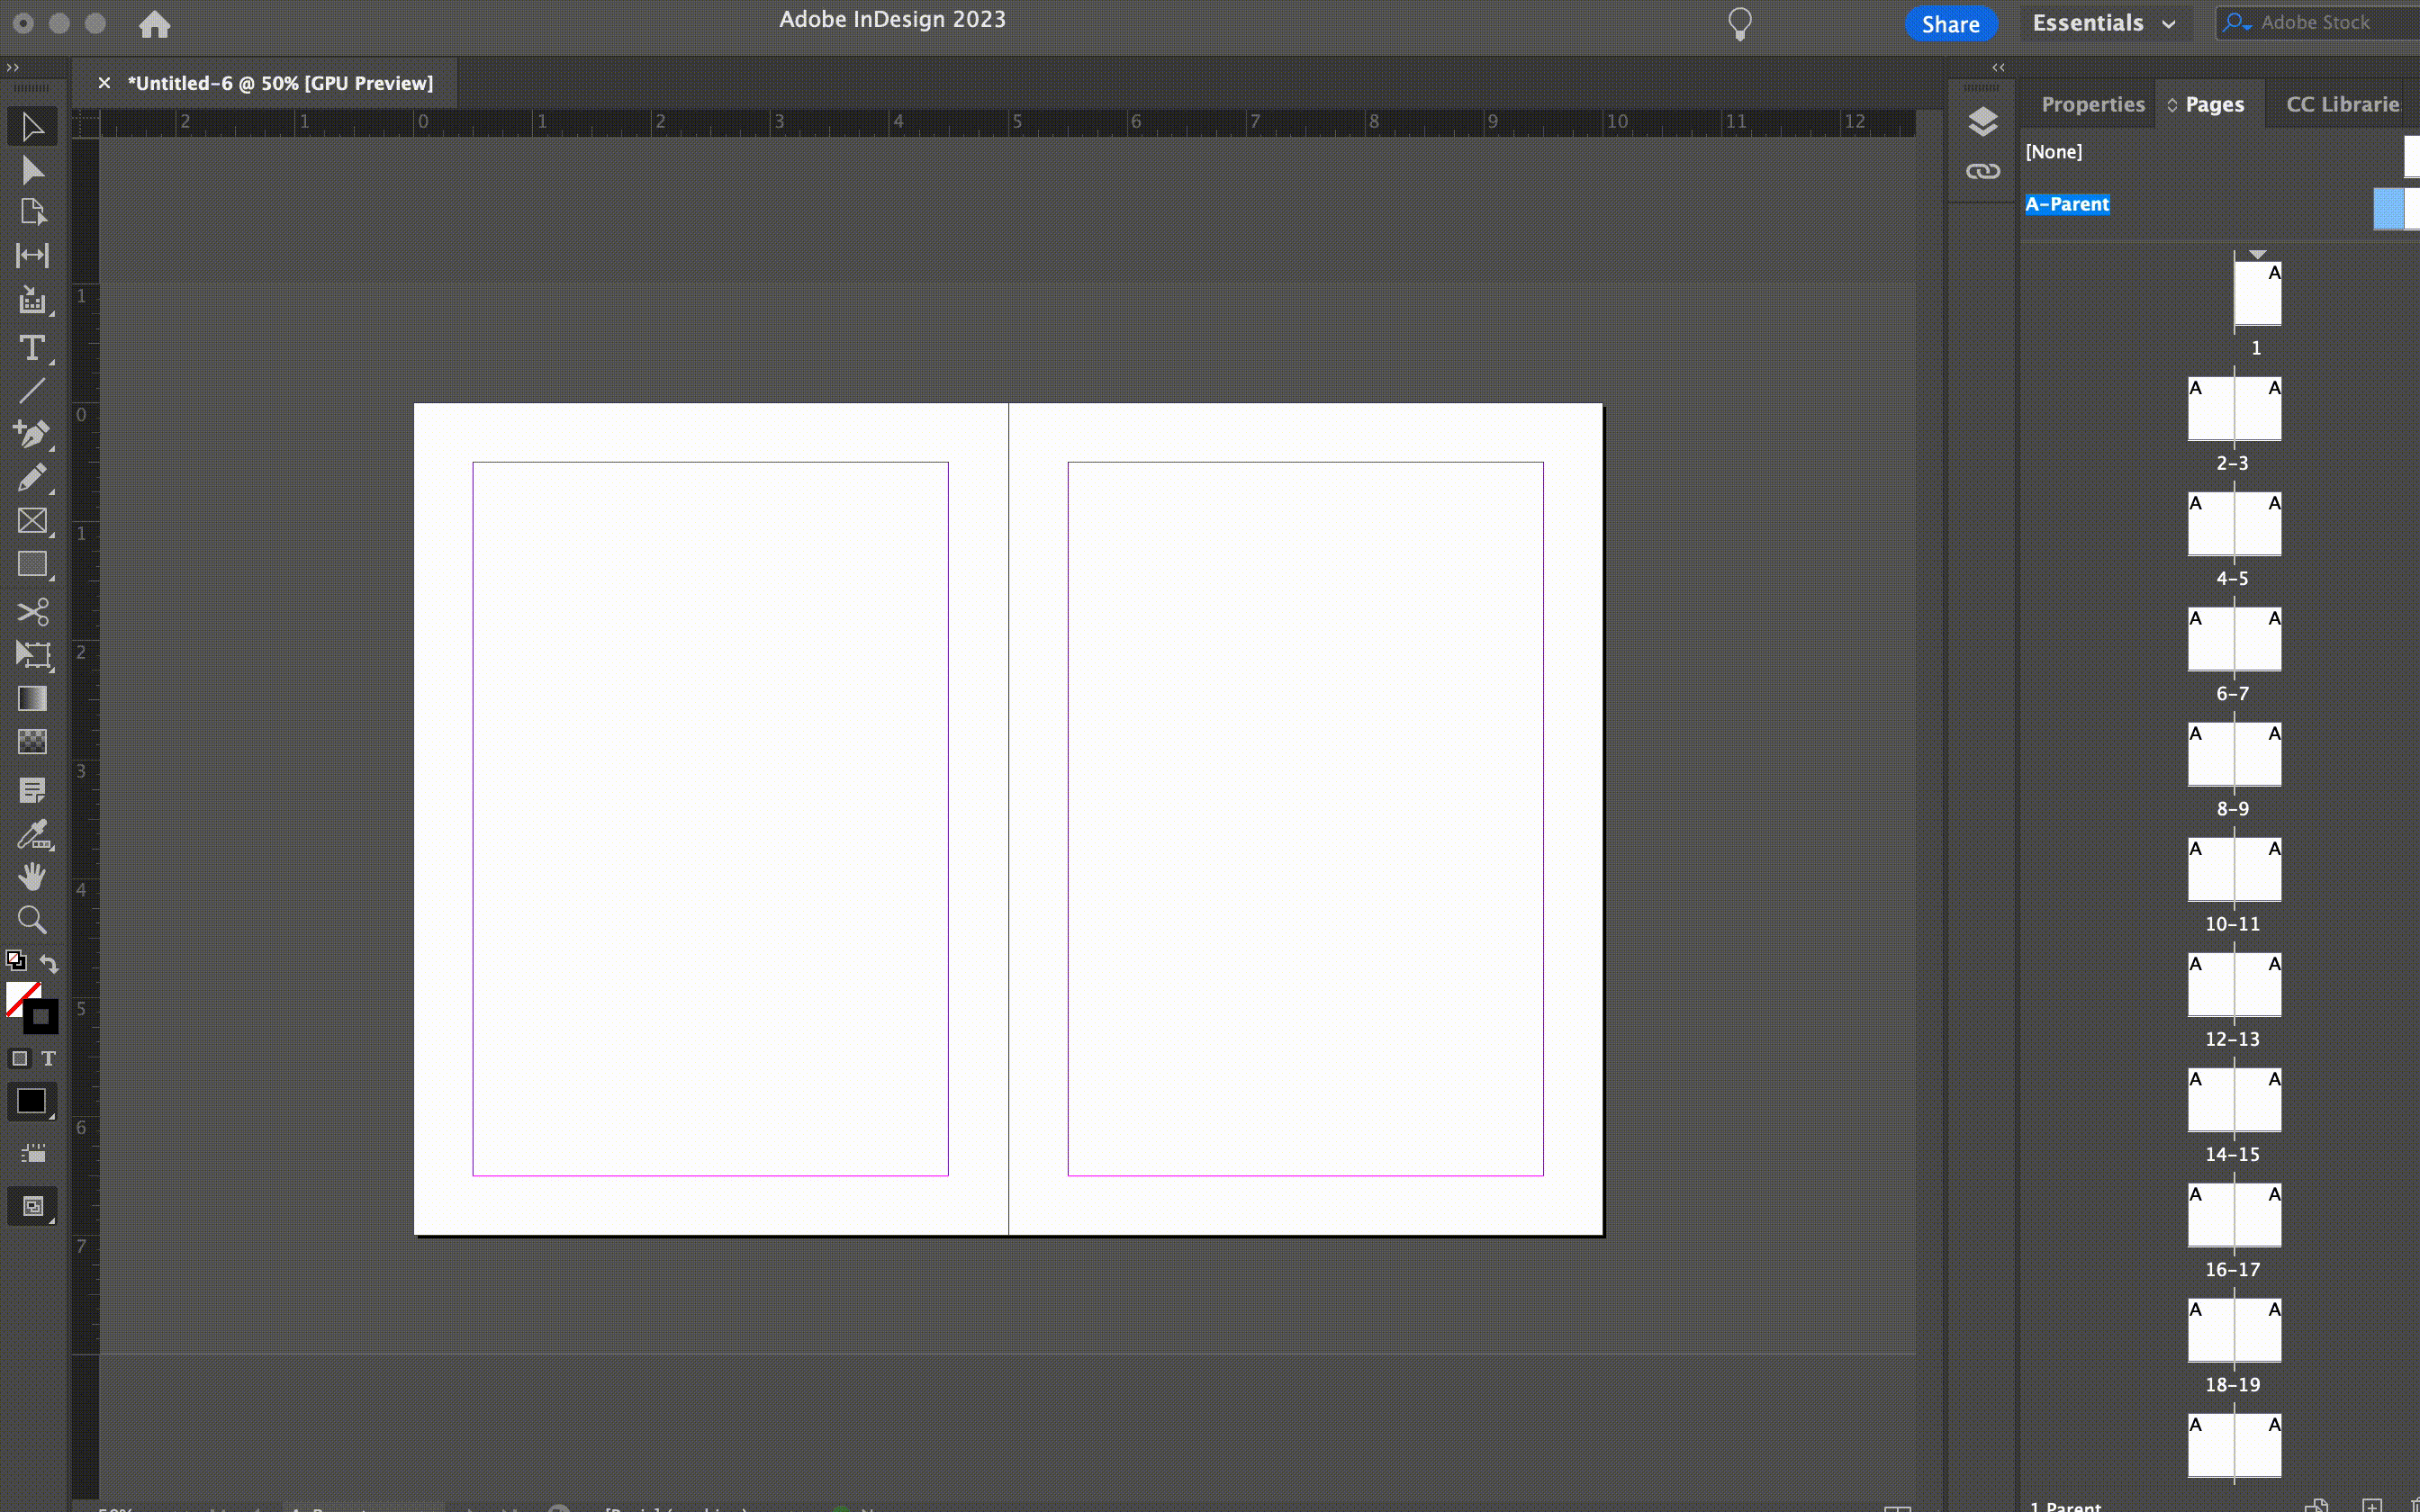 Adobe InDesign 2023
Share
Essentials
Adobe Stock
*Untitled-6 @ 50% [GPU Preview]
Properties
Pages
CC Librarie
2 1 0 1 2 3 4 5 6 7 8 9 10 11 12
[None]
A-Parent
A
1
1
0
A A
2-3
1
A A
4-5
2
A A
6-7
3
A A
8-9
4
A A
10-11
5
A A
12-13
T
6
A A
14-15
7
A A
16-17
A A
18-19
A A
1 Parent